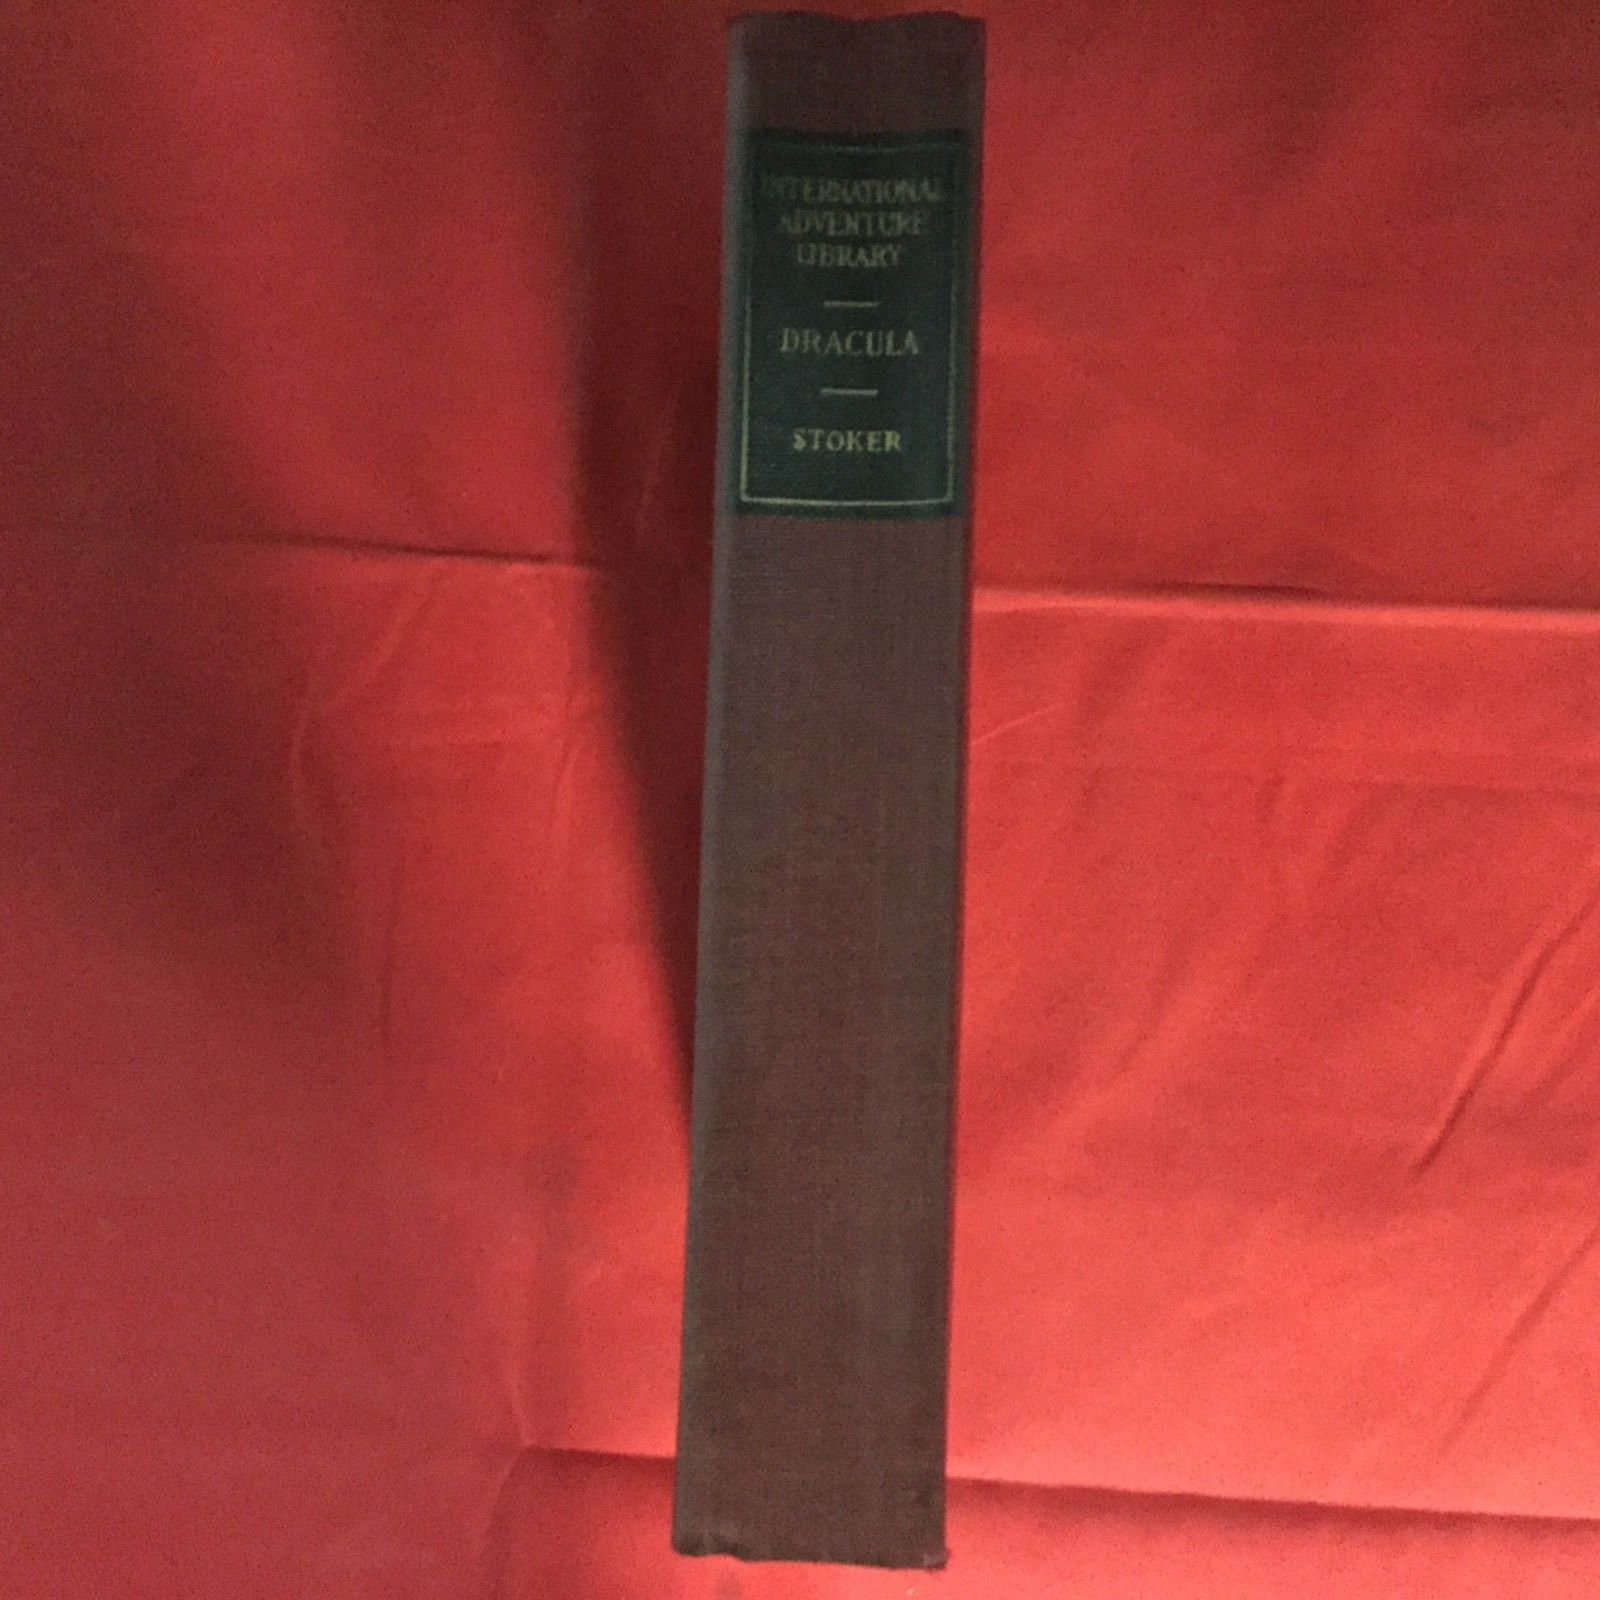 INTERNATIONAL
ADVENTURE
LIBRARY
DRACULA
STOKER